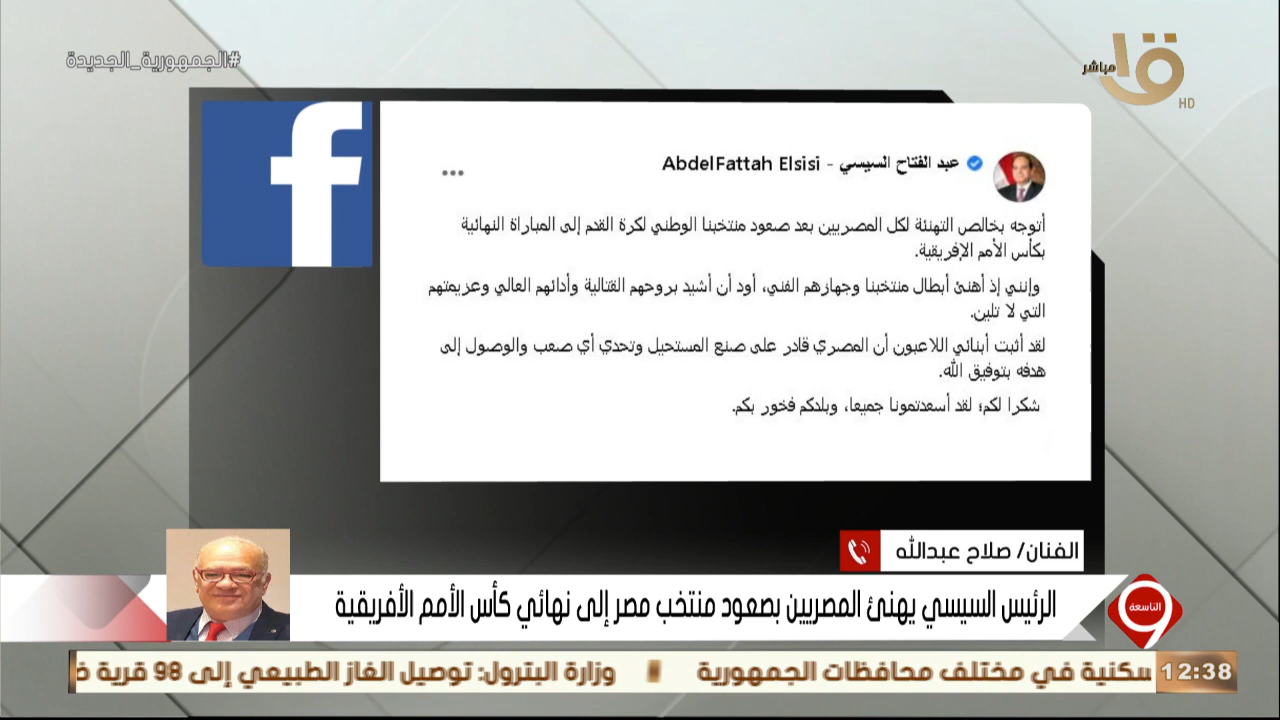 #الجمهورية_الجديدة
مباشر
HD
عبد الفتاح السيسي - AbdelFattah Elsisi
أتوجه بخالص التهنئة لكل المصريين بعد صعود منتخبنا الوطني لكرة القدم إلى المباراة النهائية
بكأس الأمم الإفريقية.
وإنني إذ أهنئ أبطال منتخبنا وجهازهم الفني، أود أن أشيد بروحهم القتالية وأدائهم العالي وعزيمتهم
التي لا تلين.
لقد أثبت أبنائي اللاعبون أن المصري قادر على صنع المستحيل وتحدي أي صعب والوصول إلى
هدفه بتوفيق الله.
شكرا لكم؛ لقد أسعدتمونا جميعا، وبلدكم فخور بكم.
الفنان/ صلاح عبدالله
التاسعة
9
الرئيس السيسي يهنئ المصريين بصعود منتخب مصر إلى نهائي كأس الأمم الأفريقية
12:38
سكنية في مختلف محافظات الجمهورية
وزارة البترول: توصيل الغاز الطبيعي إلى 98 قرية